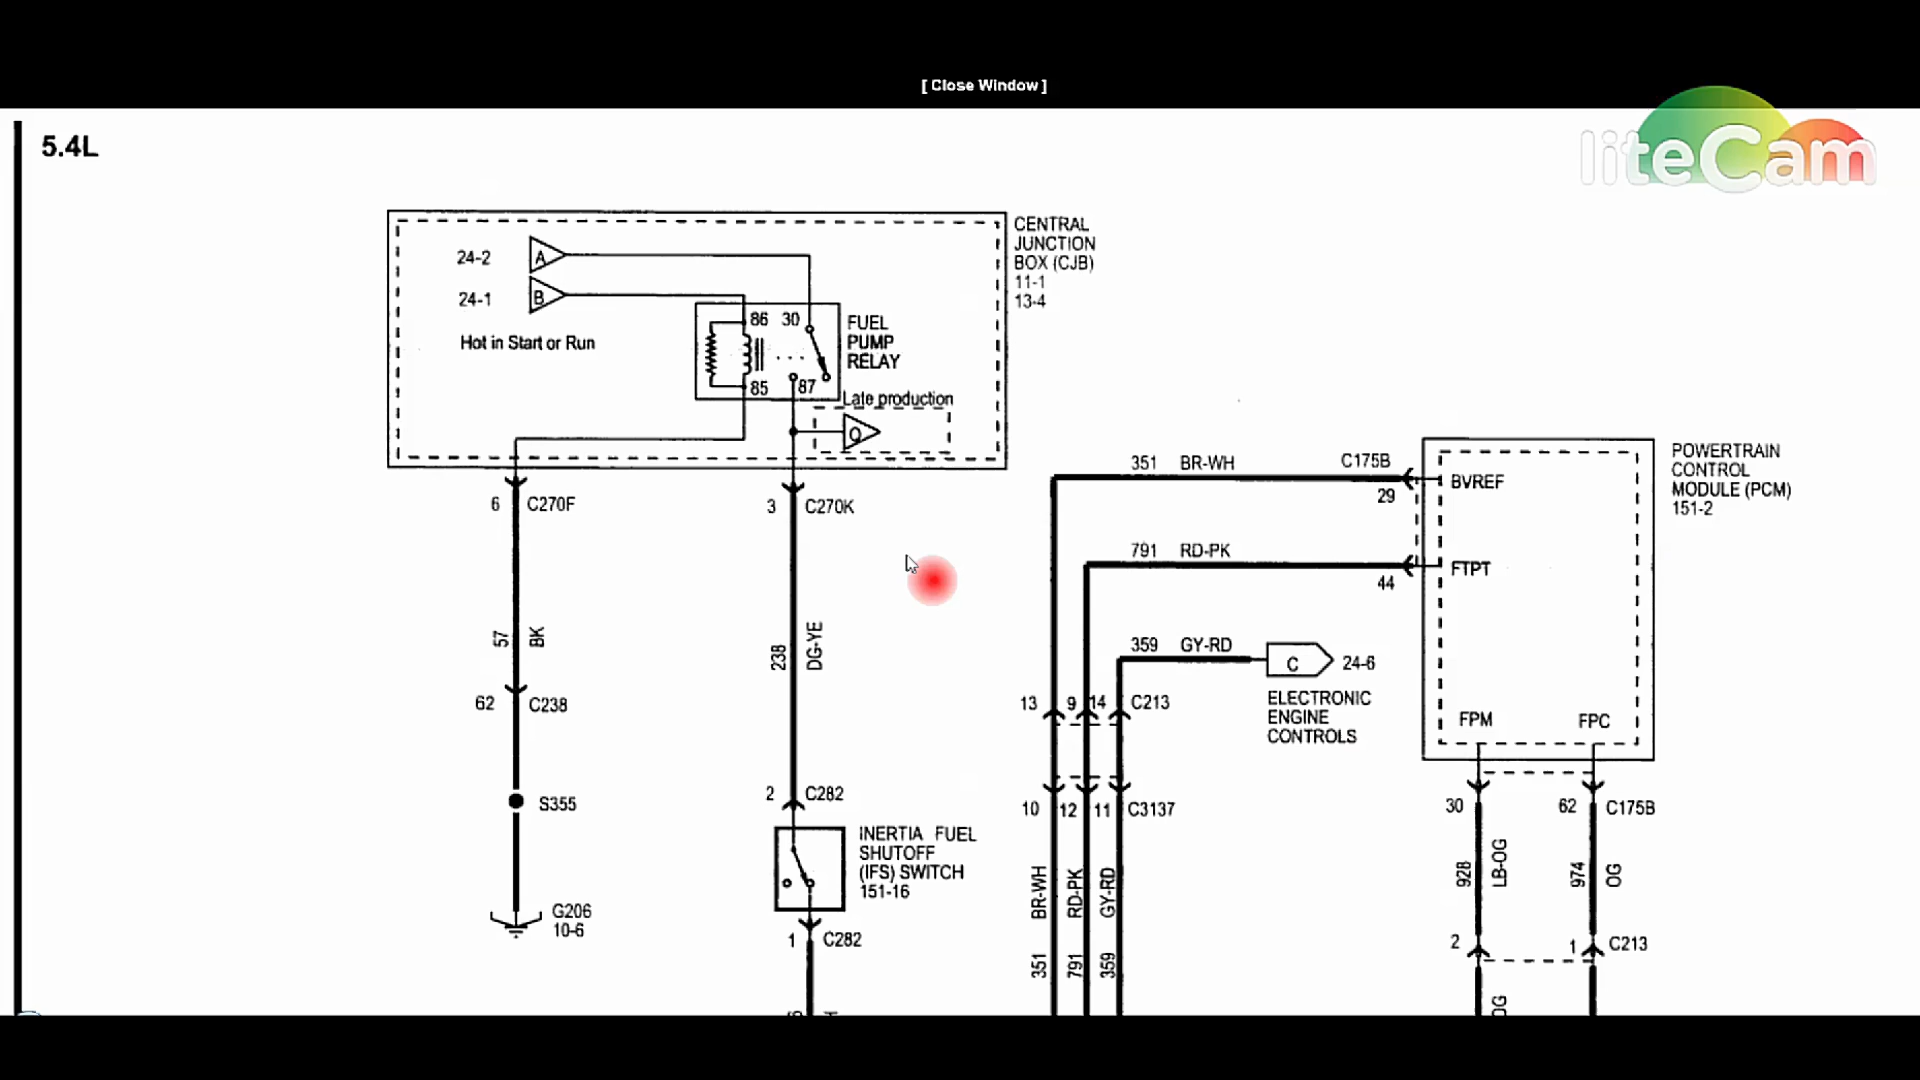 [ Close Window ]
liteCam
5.4L
CENTRAL
JUNCTION
BOX (CJB)
11-1
13-4
24-2
A
24-1
B
Hot in Start or Run
86
30
FUEL
PUMP
RELAY
85
87
Late production
Q
6
C270F
3
C270K
57
BK
238
DG-YE
62
C238
S355
G206
10-6
2
C282
INERTIA FUEL
SHUTOFF
(IFS) SWITCH
151-16
1
C282
351
BR-WH
C175B
29
BVREF
POWERTRAIN
CONTROL
MODULE (PCM)
151-2
791
RD-PK
44
FTPT
359
GY-RD
C
24-6
ELECTRONIC
ENGINE
CONTROLS
13
9
14
C213
10
12
11
C3137
351
BR-WH
791
RD-PK
359
GY-RD
FPM
FPC
30
62
C175B
928
LB-OG
974
OG
2
1
C213
OG